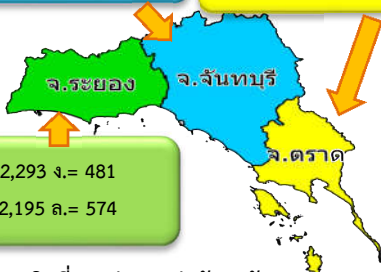 จ.ระยอง
จ.จันทบุรี
จ.ตราด
2,293 ง.= 481
2,195 ล.= 574